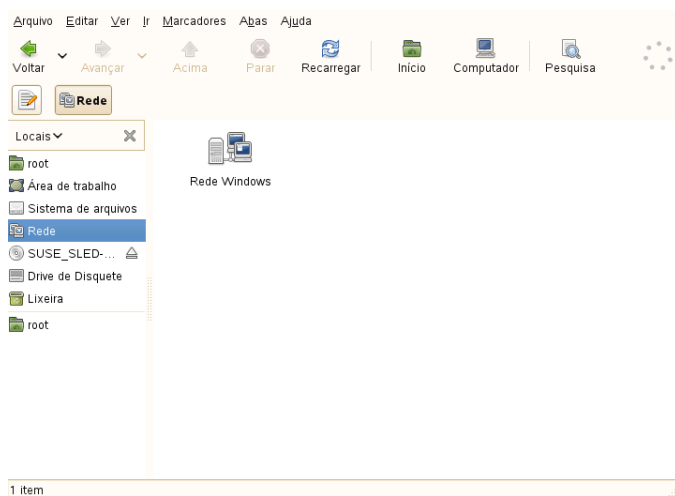 Arquivo Editar Ver Ir Marcadores Abas Ajuda
Voltar Avançar Acima Parar Recarregar Início Computador Pesquisa
Rede
Locais
root
Área de trabalho
Sistema de arquivos
Rede
SUSE_SLED-...
Drive de Disquete
Lixeira
root
Rede Windows
1 item